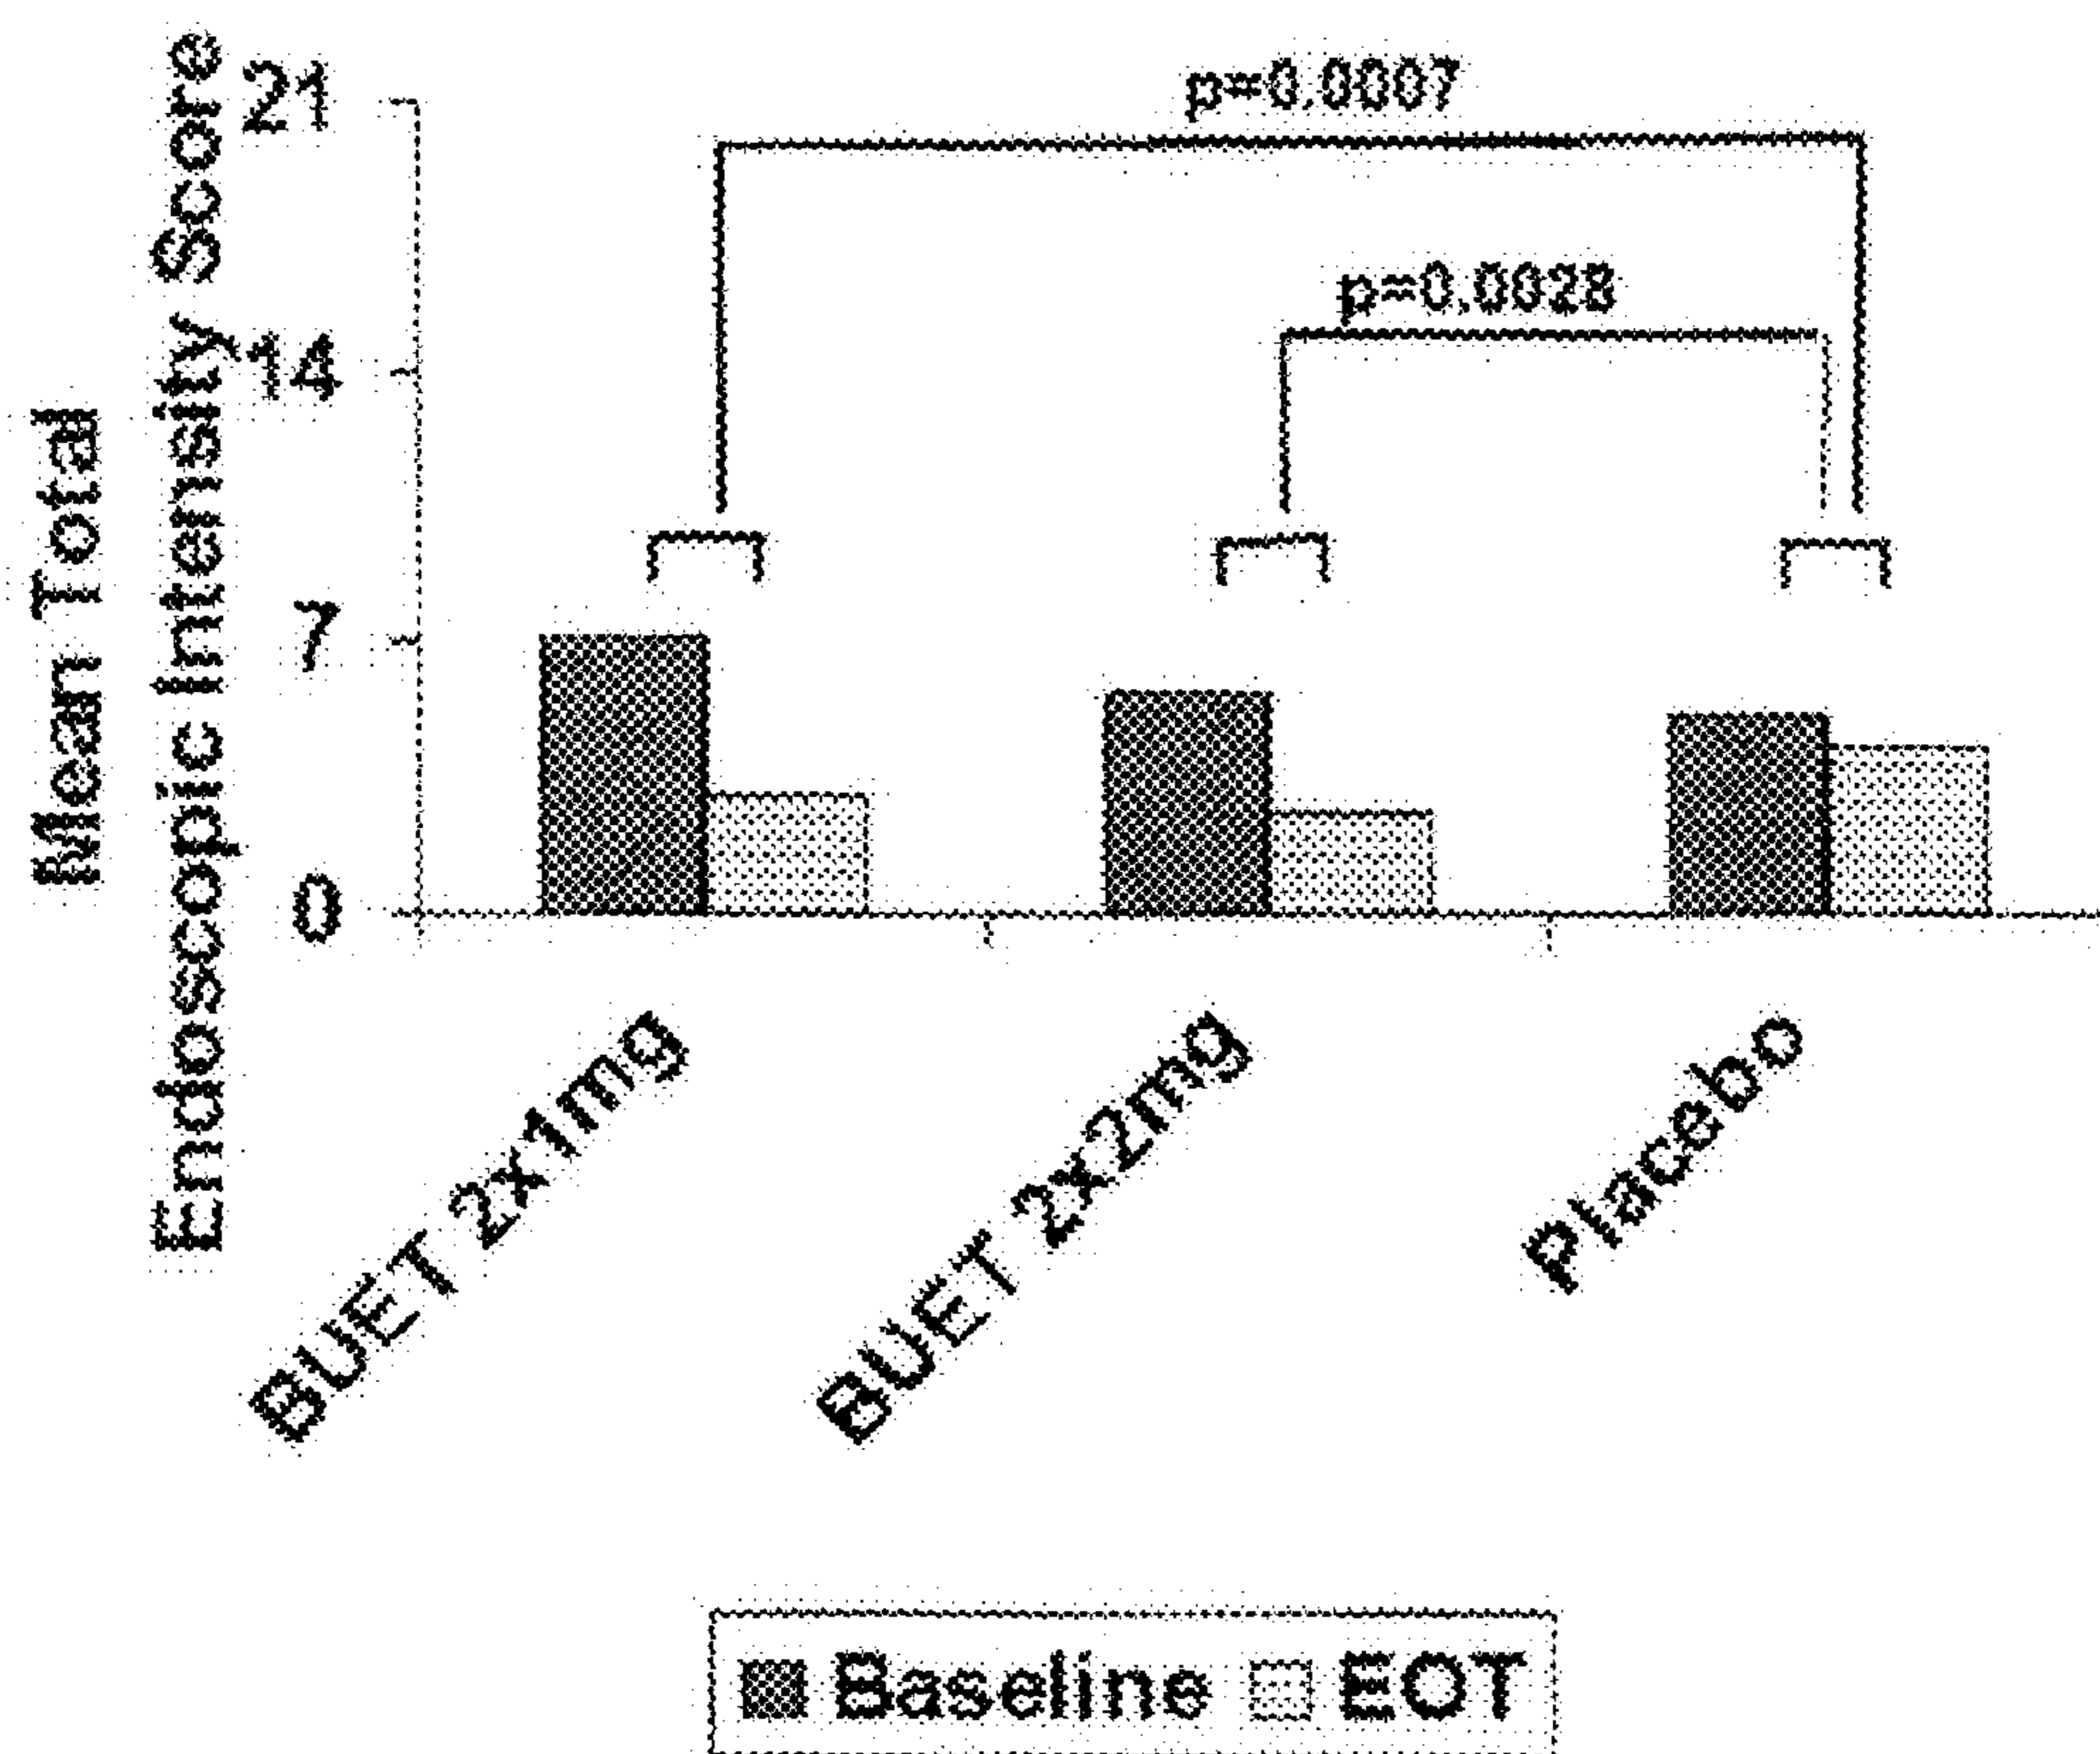 Mean Total
Endoscopic Intensity Score
21
14
7
0
p=0.0007
p=0.0028
BUET 2x1mg
BUET 2x2mg
Placebo
Baseline EOT